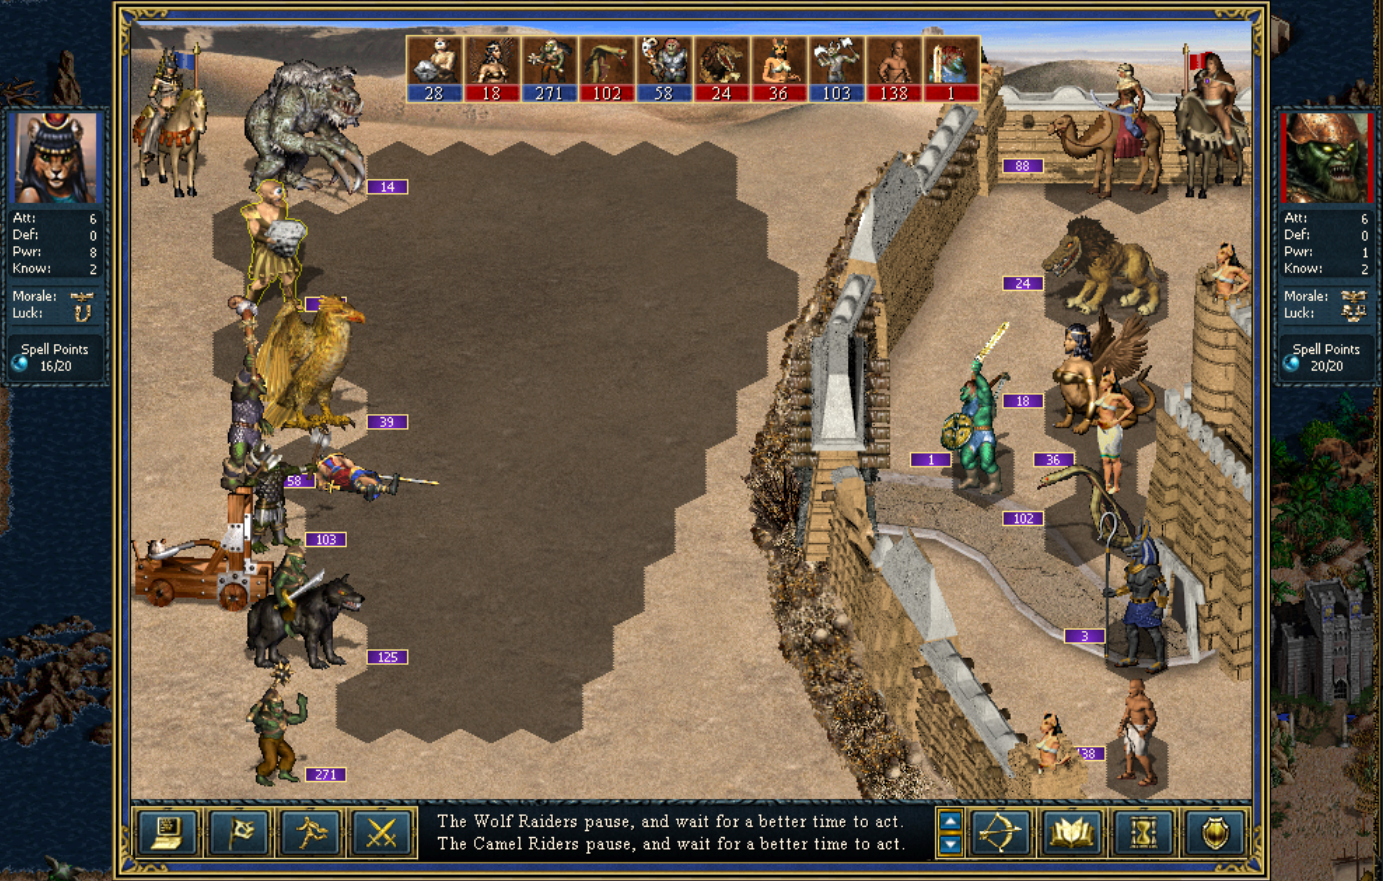 28 18 271 102 58 24 36 103 138 1
Att: 6
Def: 0
Pwr: 8
Know: 2
Morale:
Luck:
Spell Points
16/20
Att: 6
Def: 0
Pwr: 1
Know: 2
Morale:
Luck:
Spell Points
20/20
88
14
24
18
39
1
36
58
102
103
3
125
38
271
The Wolf Raiders pause, and wait for a better time to act.
The Camel Riders pause, and wait for a better time to act.